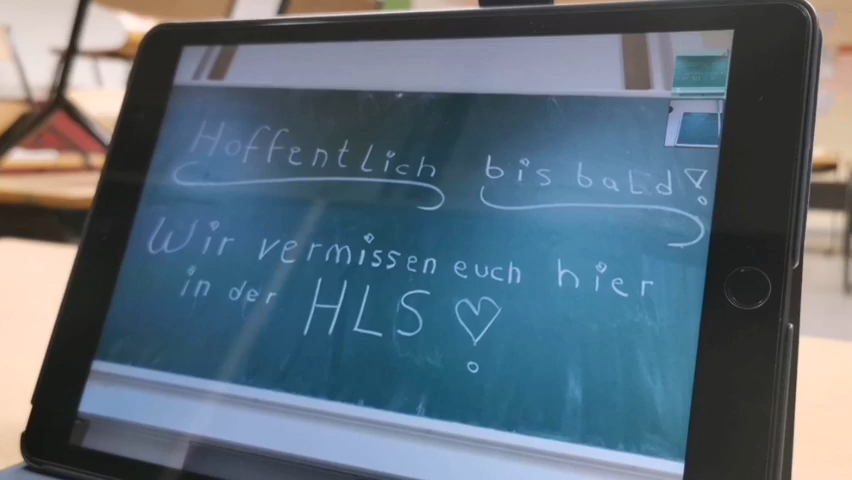 Hoffentlich bis bald!
Wir vermissen euch hier
in der HLS!